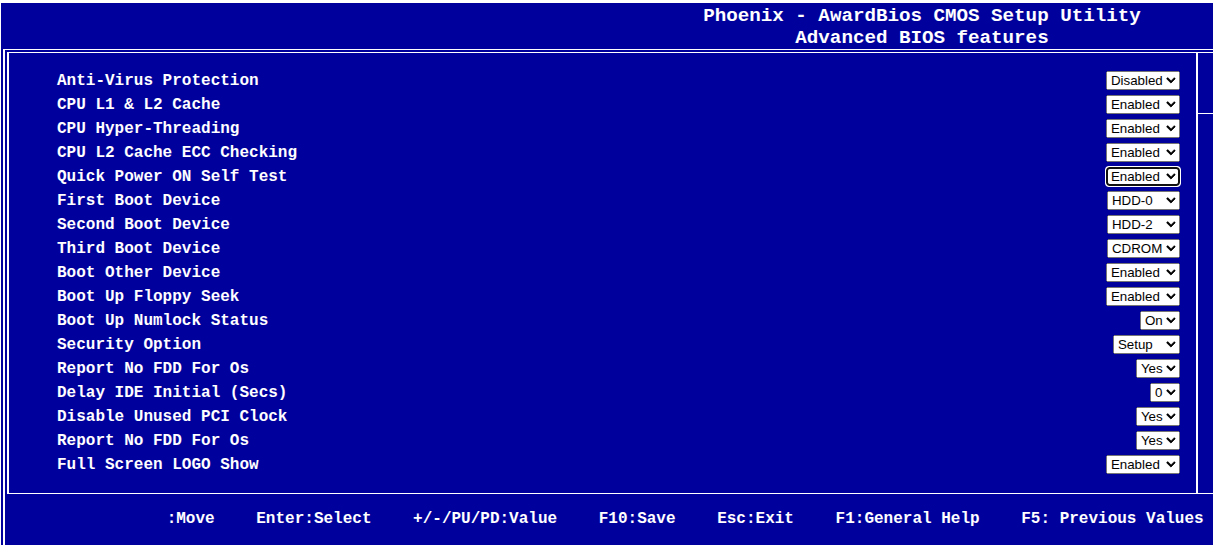 Phoenix - AwardBios CMOS Setup Utility
Advanced BIOS features
Anti-Virus Protection Disabled
CPU L1 & L2 Cache Enabled
CPU Hyper-Threading Enabled
CPU L2 Cache ECC Checking Enabled
Quick Power ON Self Test Enabled
First Boot Device HDD-0
Second Boot Device HDD-2
Third Boot Device CDROM
Boot Other Device Enabled
Boot Up Floppy Seek Enabled
Boot Up Numlock Status On
Security Option Setup
Report No FDD For Os Yes
Delay IDE Initial (Secs) 0
Disable Unused PCI Clock Yes
Report No FDD For Os Yes
Full Screen LOGO Show Enabled
:Move Enter:Select +/-/PU/PD:Value F10:Save Esc:Exit F1:General Help F5: Previous Values